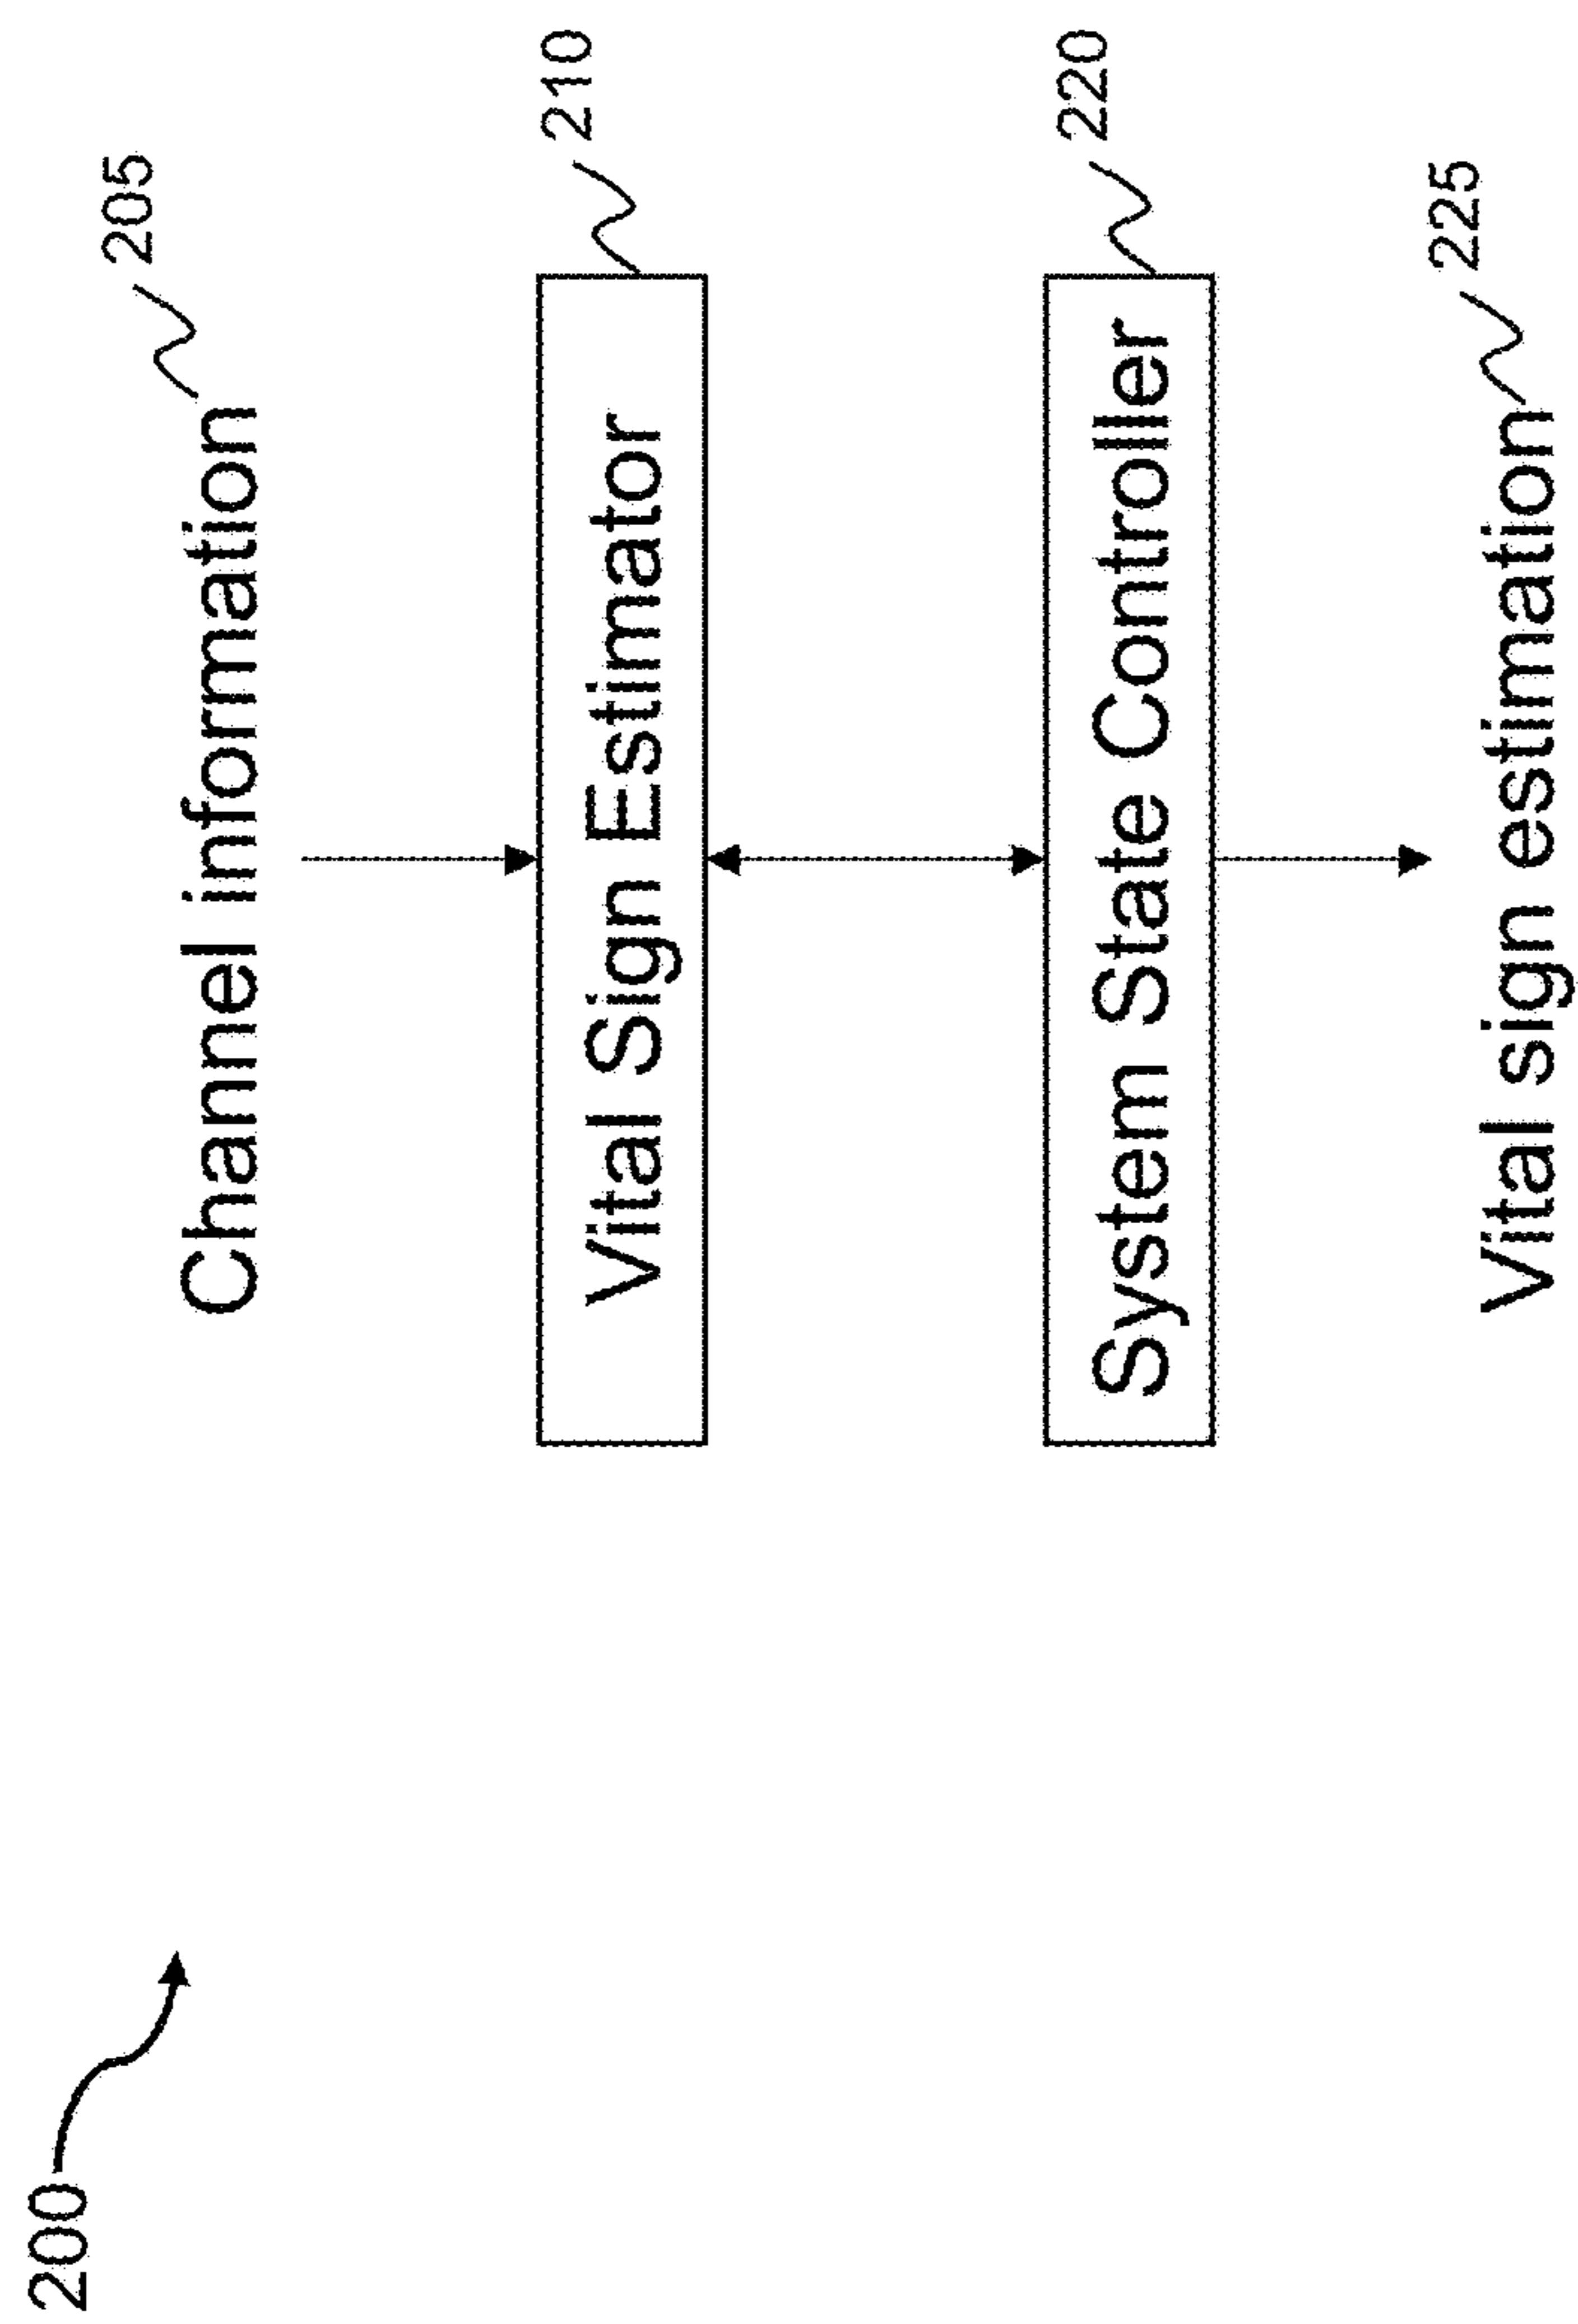 200
Channel information
205
Vital Sign Estimator
210
System State Controller
220
Vital sign estimation
225